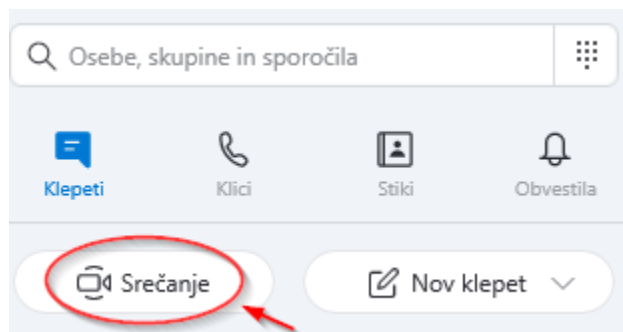 Osebe, skupine in sporočila
Klepeti Klici Stiki Obvestila
Srečanje Nov klepet